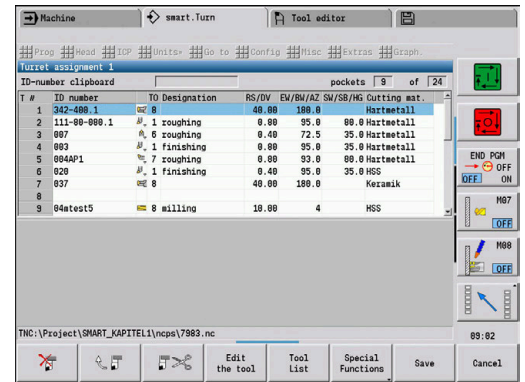 Machine
smart.Turn
Tool editor
Prog Head ICP Units» Go to Config Misc Extras Graph.
Turret assignment 1
ID-number clipboard pockets 9 of 24
T # ID number TO Designation RS/DV EW/BW/AZ SW/SB/HG Cutting mat.
1 342-400.1 8 40.00 180.0 Hartmetall
2 111-80-080.1 1 roughing 0.80 95.0 80.0 Hartmetall
3 007 6 roughing 0.40 72.5 35.0 Hartmetall
4 003 1 finishing 0.80 95.0 35.0 Hartmetall
5 004AP1 7 roughing 0.80 93.0 80.0 Hartmetall
6 020 1 finishing 0.40 95.0 35.0 HSS
7 037 8 40.00 180.0 Keramik
8
9 04mtest5 8 milling 10.00 4 HSS
TNC:\Project\SMART_KAPITEL1\ncps\7983.nc
END PGM
OFF
OFF ON
M07
OFF
M08
OFF
09:02
Edit the tool
Tool List
Special Functions
Save
Cancel